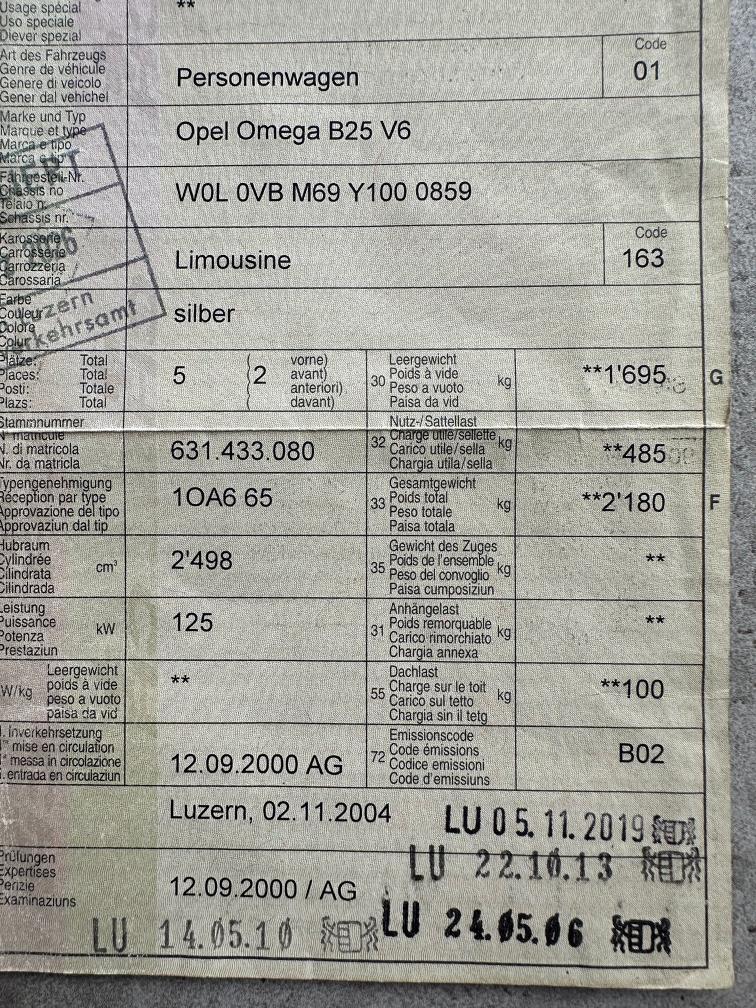 Usage spécial
Uso speciale
Diever spezial
**
Art des Fahrzeugs
Genre de véhicule
Genere di veicolo
Gener dal vehichel
Personenwagen
Code
01
Marke und Typ
Marque et type
Marca e tipo
Marca e tip
Opel Omega B25 V6
Fahrgestell-Nr.
Châssis no
Telaio n.
Schassis nr.
W0L 0VB M69 Y100 0859
Karosserie
Carrosserie
Carrozzeria
Carossaria
Limousine
Code
163
Farbe
Couleur
Colore
Colur
silber
Luzern
Plätze: Total
Places: Total
Posti: Totale
Plazs: Total
5
( 2 vorne)
avant)
anteriori)
( davant)
30
Leergewicht
Poids à vide
Peso a vuoto
Paisa da vid
kg
**1'695
G
Stammnummer
N° matricule
N. di matricola
Nr. da matricla
631.433.080
32
Nutz-/Sattellast
Charge utile/sellette
Carico utile/sella
Chargia utila/sella
kg
**485
Typengenehmigung
Réception par type
Approvazione del tipo
Approvaziun dal tip
1OA6 65
33
Gesamtgewicht
Poids total
Peso totale
Paisa totala
kg
**2'180
F
Hubraum
Cylindrée
Cilindrata
Cilindrada
cm³
2'498
35
Gewicht des Zuges
Poids de l'ensemble
Peso del convoglio
Paisa cumposiziun
kg
**
Leistung
Puissance
Potenza
Prestaziun
kW
125
31
Anhängelast
Poids remorquable
Carico rimorchiato
Chargia annexa
kg
**
W/kg
Leergewicht
poids à vide
peso a vuoto
paisa da vid
**
55
Dachlast
Charge sur le toit
Carico sul tetto
Chargia sin il tetg
kg
**100
1. Inverkehrsetzung
mise en circulation
messa in circolazione
entrada en circulaziun
12.09.2000 AG
72
Emissionscode
Code émissions
Codice emissioni
Code d'emissiuns
B02
Luzern, 02.11.2004
LU 05.11.2019
LU 22.10.13
Prüfungen
Expertises
Perizie
Examinaziuns
12.09.2000 / AG
LU 24.05.06
LU 14.05.10